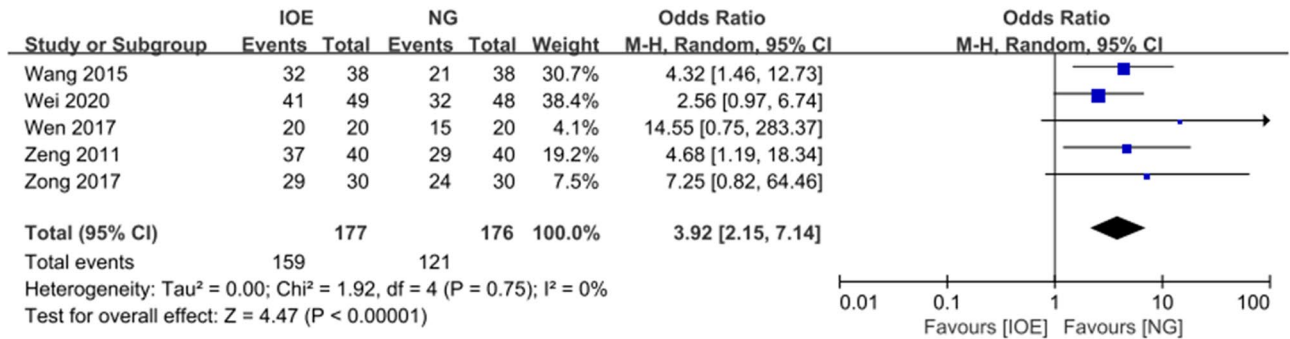 IOE NG Odds Ratio Odds Ratio
Study or Subgroup Events Total Events Total Weight M-H, Random, 95% CI M-H, Random, 95% CI
Wang 2015 32 38 21 38 30.7% 4.32 [1.46, 12.73]
Wei 2020 41 49 32 48 38.4% 2.56 [0.97, 6.74]
Wen 2017 20 20 15 20 4.1% 14.55 [0.75, 283.37]
Zeng 2011 37 40 29 40 19.2% 4.68 [1.19, 18.34]
Zong 2017 29 30 24 30 7.5% 7.25 [0.82, 64.46]
Total (95% CI) 177 176 100.0% 3.92 [2.15, 7.14]
Total events 159 121
Heterogeneity: Tau² = 0.00; Chi² = 1.92, df = 4 (P = 0.75); I² = 0%
Test for overall effect: Z = 4.47 (P < 0.00001)
0.01 0.1 1 10 100
Favours [IOE] Favours [NG]